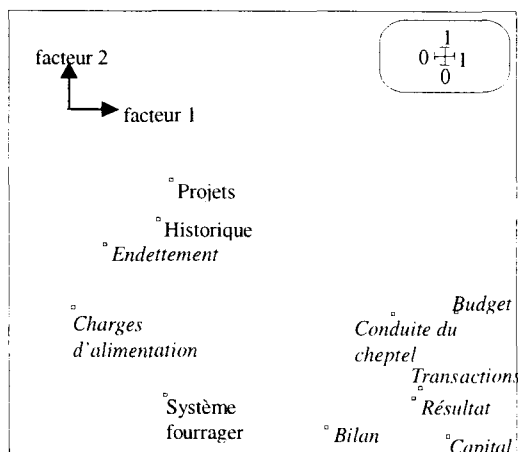 facteur 2
facteur 1
1
0 1
0
Projets
Historique
Endettement
Charges
d'alimentation
Budget
Conduite du
cheptel
Transactions
Résultat
Système
fourrager
Bilan
Capital